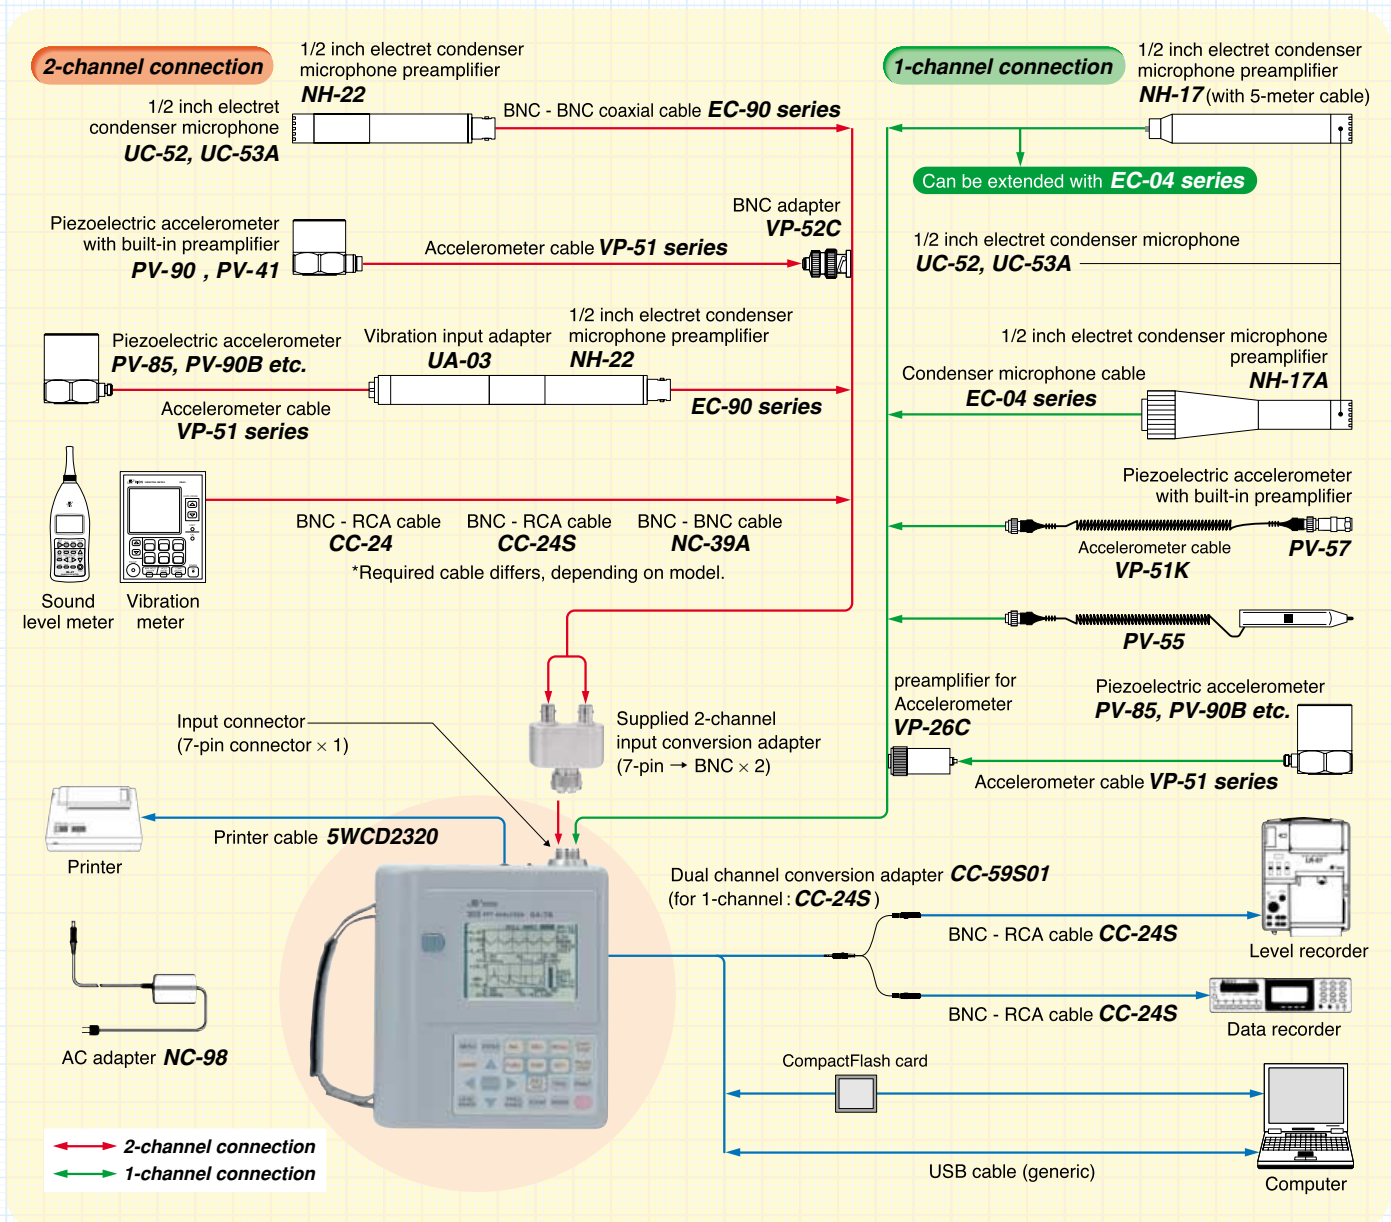 2-channel connection
1/2 inch electret condenser
microphone preamplifier
NH-22
1/2 inch electret
condenser microphone
UC-52, UC-53A
BNC - BNC coaxial cable EC-90 series
Piezoelectric accelerometer
with built-in preamplifier
PV-90 , PV-41
Accelerometer cable VP-51 series
BNC adapter
VP-52C
Piezoelectric accelerometer
PV-85, PV-90B etc.
Accelerometer cable
VP-51 series
Vibration input adapter
UA-03
1/2 inch electret condenser
microphone preamplifier
NH-22
EC-90 series
Sound
level meter
Vibration
meter
BNC - RCA cable
CC-24
BNC - RCA cable
CC-24S
BNC - BNC cable
NC-39A
*Required cable differs, depending on model.
1-channel connection
1/2 inch electret condenser
microphone preamplifier
NH-17 (with 5-meter cable)
Can be extended with EC-04 series
1/2 inch electret condenser microphone
UC-52, UC-53A
1/2 inch electret condenser microphone
preamplifier
NH-17A
Condenser microphone cable
EC-04 series
Piezoelectric accelerometer
with built-in preamplifier
PV-57
Accelerometer cable
VP-51K
PV-55
preamplifier for
Accelerometer
VP-26C
Piezoelectric accelerometer
PV-85, PV-90B etc.
Accelerometer cable VP-51 series
Input connector
(7-pin connector × 1)
Supplied 2-channel
input conversion adapter
(7-pin → BNC × 2)
Printer cable 5WCD2320
Printer
AC adapter NC-98
Dual channel conversion adapter CC-59S01
(for 1-channel : CC-24S )
BNC - RCA cable CC-24S
Level recorder
BNC - RCA cable CC-24S
Data recorder
CompactFlash card
USB cable (generic)
Computer
2-channel connection
1-channel connection